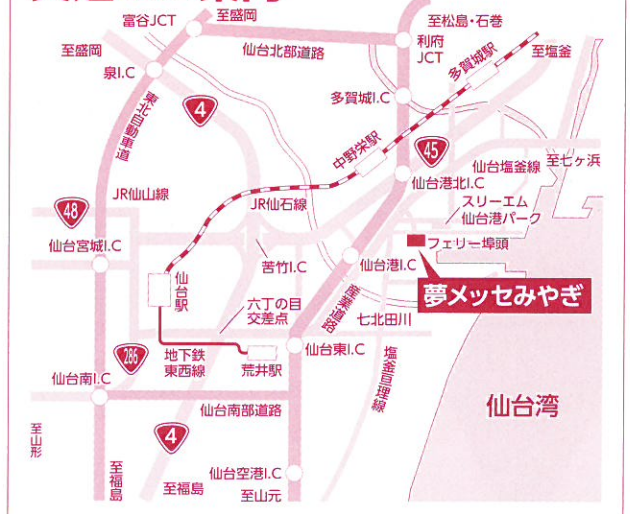 至盛岡
至松島・石巻
富谷JCT
利府
JCT
至盛岡
仙台北部道路
多賀城駅
至塩釜
泉I.C
4
多賀城I.C
東北自動車道
中野栄駅
45
仙台塩釜線
至七ヶ浜
JR仙山線
仙台港北I.C
48
JR仙石線
スリーエム
仙台港パーク
仙台宮城I.C
苦竹I.C
仙台港I.C
フェリー埠頭
仙台駅
夢メッセみやぎ
六丁の目
交差点
産業道路
七北田川
286
地下鉄
東西線
荒井駅
仙台東I.C
塩釜亘理線
仙台南I.C
仙台南部道路
仙台湾
4
至山形
至福島
至福島
仙台空港I.C
至山元